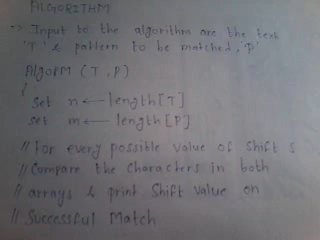 ALGORITHM
-> Input to the algorithm are the text
'T' & pattern to be matched, 'P'
AlgoPM (T, P)
{
Set n ← length[T]
set m ← length[P]
// For every possible value of Shift s
// Compare the characters in both
// arrays & print Shift value on
// Successful Match